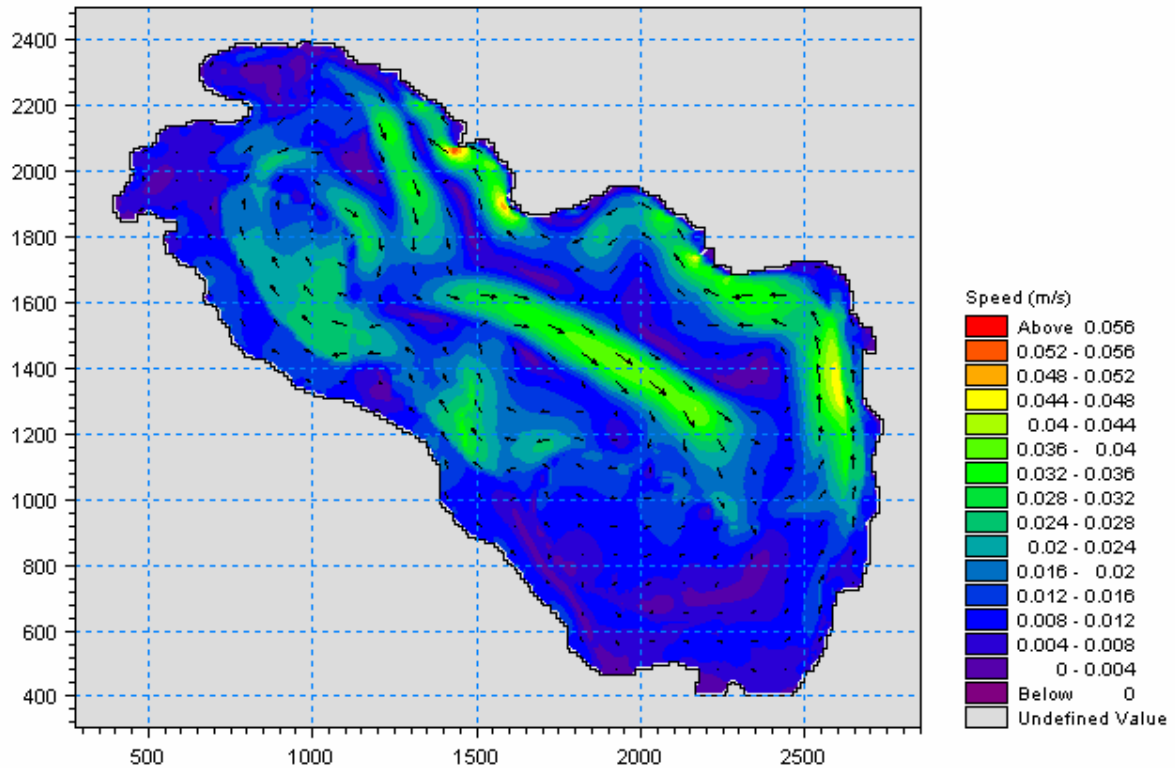 2400
2200
2000
1800
1600
1400
1200
1000
800
600
400
500 1000 1500 2000 2500
Speed (m/s)
Above 0.056
0.052 - 0.056
0.048 - 0.052
0.044 - 0.048
0.04 - 0.044
0.036 - 0.04
0.032 - 0.036
0.028 - 0.032
0.024 - 0.028
0.02 - 0.024
0.016 - 0.02
0.012 - 0.016
0.008 - 0.012
0.004 - 0.008
0 - 0.004
Below 0
Undefined Value